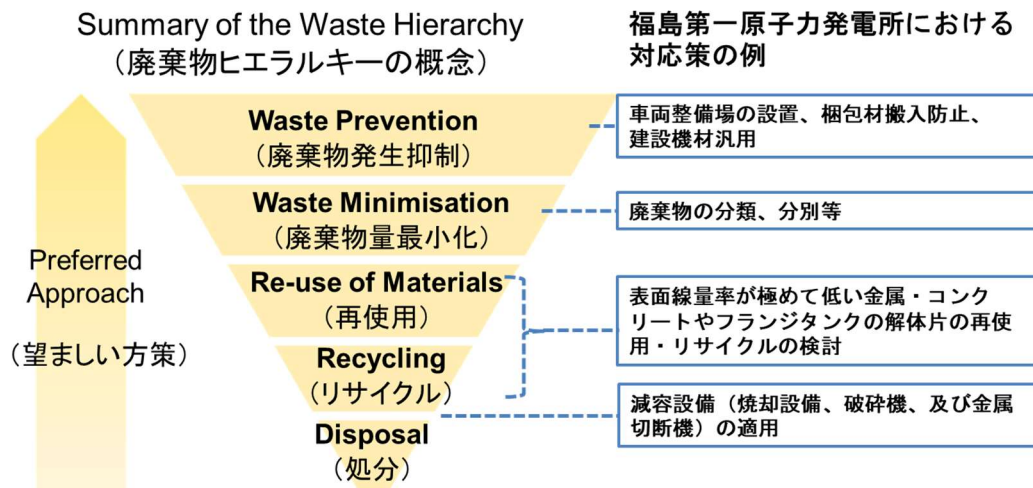 Summary of the Waste Hierarchy
(廃棄物ヒエラルキーの概念)
福島第一原子力発電所における
対応策の例
Preferred
Approach
(望ましい方策)
Waste Prevention
(廃棄物発生抑制)
Waste Minimisation
(廃棄物量最小化)
Re-use of Materials
(再使用)
Recycling
(リサイクル)
Disposal
(処分)
車両整備場の設置、梱包材搬入防止、
建設機材汎用
廃棄物の分類、分別等
表面線量率が極めて低い金属・コンク
リートやフランジタンクの解体片の再使
用・リサイクルの検討
減容設備(焼却設備、破砕機、及び金属
切断機)の適用